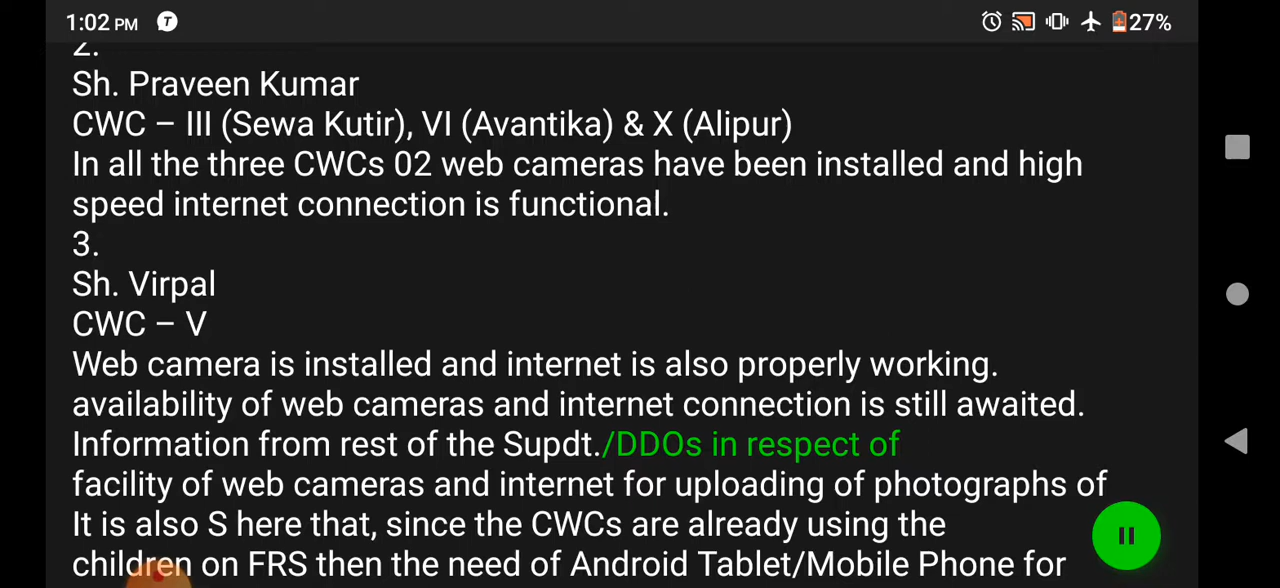 1:02 PM
27%
2.
Sh. Praveen Kumar
CWC – III (Sewa Kutir), VI (Avantika) & X (Alipur)
In all the three CWCs 02 web cameras have been installed and high
speed internet connection is functional.
3.
Sh. Virpal
CWC – V
Web camera is installed and internet is also properly working.
availability of web cameras and internet connection is still awaited.
Information from rest of the Supdt./DDOs in respect of
facility of web cameras and internet for uploading of photographs of
It is also S here that, since the CWCs are already using the
children on FRS then the need of Android Tablet/Mobile Phone for